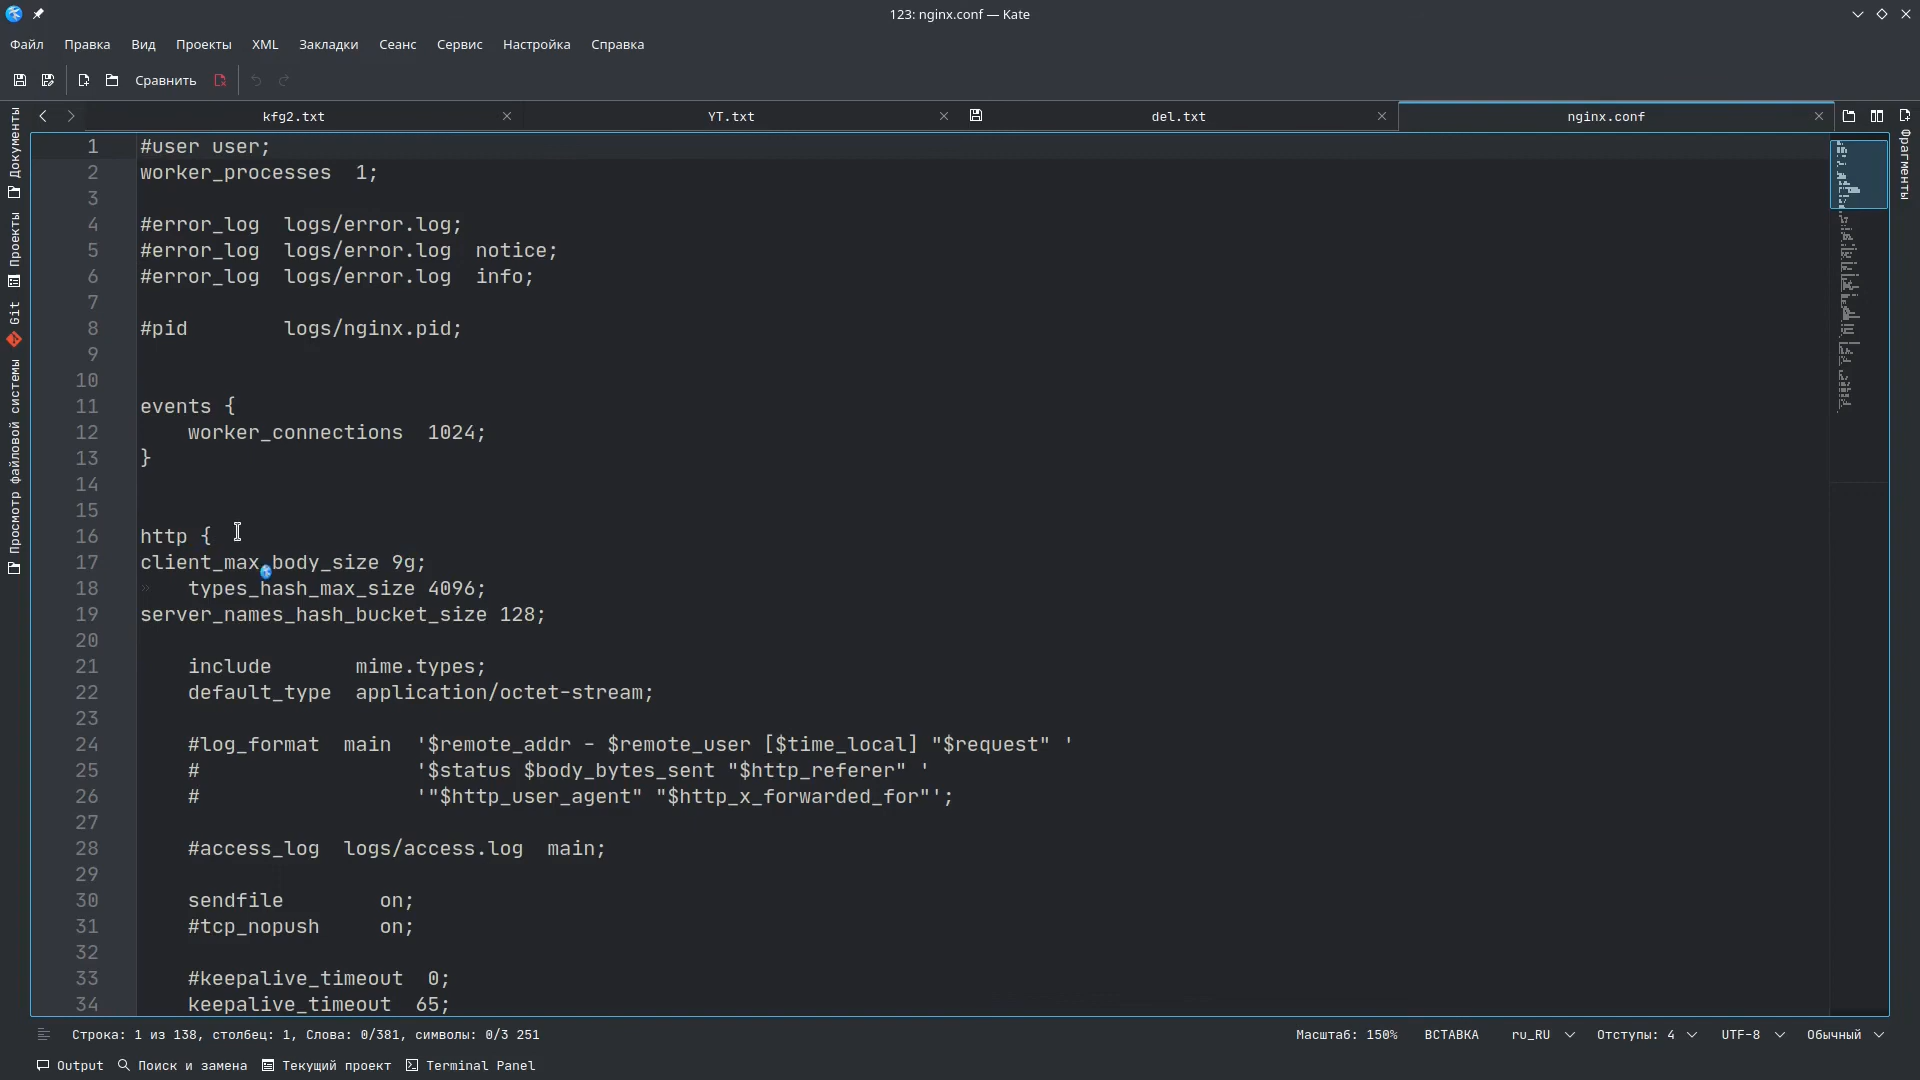 123: nginx.conf — Kate
Файл Правка Вид Проекты XML Закладки Сеанс Сервис Настройка Справка
Сравнить
kfg2.txt YT.txt del.txt nginx.conf
Документы
Проекты
Git
Просмотр файловой системы
Фрагменты
1 #user user;
2 worker_processes  1;
3
4 #error_log  logs/error.log;
5 #error_log  logs/error.log  notice;
6 #error_log  logs/error.log  info;
7
8 #pid        logs/nginx.pid;
9
10
11 events {
12     worker_connections  1024;
13 }
14
15
16 http {
17 client_max_body_size 9g;
18 »   types_hash_max_size 4096;
19 server_names_hash_bucket_size 128;
20
21     include       mime.types;
22     default_type  application/octet-stream;
23
24     #log_format  main  '$remote_addr - $remote_user [$time_local] "$request" '
25     #                  '$status $body_bytes_sent "$http_referer" '
26     #                  '"$http_user_agent" "$http_x_forwarded_for"';
27
28     #access_log  logs/access.log  main;
29
30     sendfile        on;
31     #tcp_nopush     on;
32
33     #keepalive_timeout  0;
34     keepalive_timeout  65;
Строка: 1 из 138, столбец: 1, Слова: 0/381, символы: 0/3 251 Масштаб: 150% ВСТАВКА ru_RU Отступы: 4 UTF-8 Обычный
Output Поиск и замена Текущий проект Terminal Panel